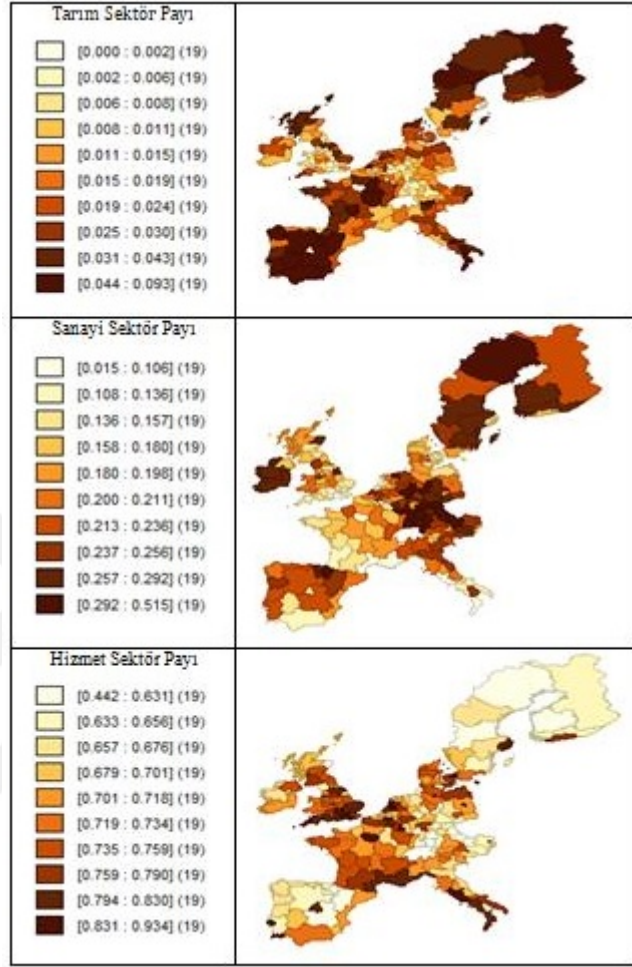 Tarım Sektör Payı
[0.000 : 0.002] (19)
[0.002 : 0.006] (19)
[0.006 : 0.008] (19)
[0.008 : 0.011] (19)
[0.011 : 0.015] (19)
[0.015 : 0.019] (19)
[0.019 : 0.024] (19)
[0.025 : 0.030] (19)
[0.031 : 0.043] (19)
[0.044 : 0.093] (19)
Sanayi Sektör Payı
[0.015 : 0.106] (19)
[0.108 : 0.136] (19)
[0.136 : 0.157] (19)
[0.158 : 0.180] (19)
[0.180 : 0.198] (19)
[0.200 : 0.211] (19)
[0.213 : 0.236] (19)
[0.237 : 0.256] (19)
[0.257 : 0.292] (19)
[0.292 : 0.515] (19)
Hizmet Sektör Payı
[0.442 : 0.631] (19)
[0.633 : 0.656] (19)
[0.657 : 0.676] (19)
[0.679 : 0.701] (19)
[0.701 : 0.718] (19)
[0.719 : 0.734] (19)
[0.735 : 0.759] (19)
[0.759 : 0.790] (19)
[0.794 : 0.830] (19)
[0.831 : 0.934] (19)